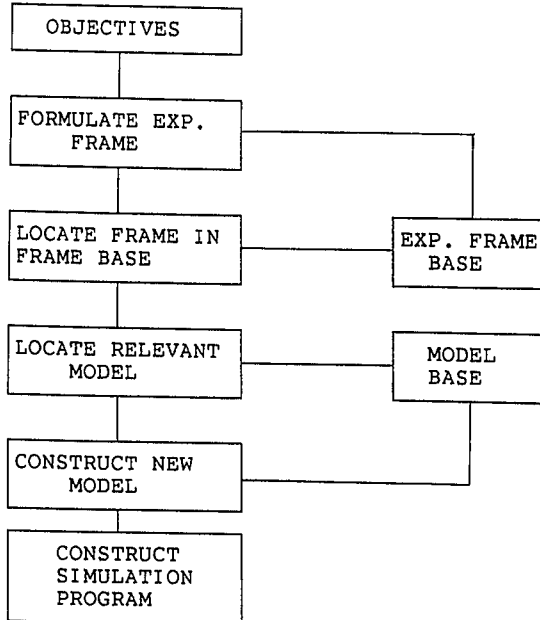 OBJECTIVES
FORMULATE EXP.
FRAME
LOCATE FRAME IN
FRAME BASE
EXP. FRAME
BASE
LOCATE RELEVANT
MODEL
MODEL
BASE
CONSTRUCT NEW
MODEL
CONSTRUCT
SIMULATION
PROGRAM